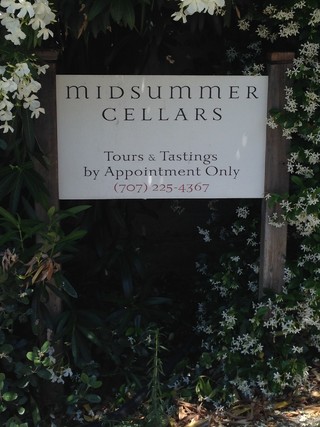 MIDSUMMER
CELLARS
Tours & Tastings
by Appointment Only
(707) 225-4367